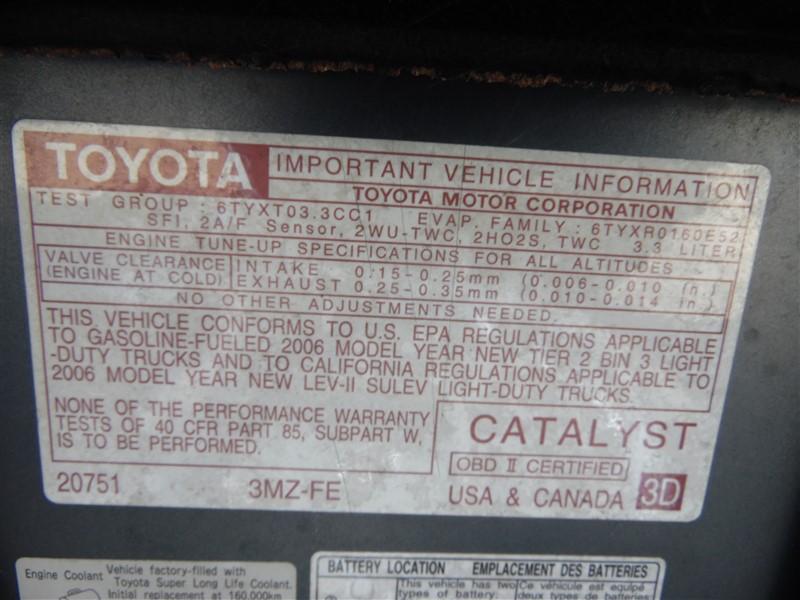 TOYOTA IMPORTANT VEHICLE INFORMATION
TOYOTA MOTOR CORPORATION
TEST GROUP : 6TYXT03.3CC1 EVAP. FAMILY : 6TYXR0160E52
SFI, 2A/F Sensor, 2WU-TWC, 2HO2S, TWC 3.3 LITER
ENGINE TUNE-UP SPECIFICATIONS FOR ALL ALTITUDES
VALVE CLEARANCE INTAKE 0.15-0.25mm (0.006-0.010 in.)
(ENGINE AT COLD) EXHAUST 0.25-0.35mm (0.010-0.014 in.)
NO OTHER ADJUSTMENTS NEEDED.
THIS VEHICLE CONFORMS TO U.S. EPA REGULATIONS APPLICABLE
TO GASOLINE-FUELED 2006 MODEL YEAR NEW TIER 2 BIN 3 LIGHT
-DUTY TRUCKS AND TO CALIFORNIA REGULATIONS APPLICABLE TO
2006 MODEL YEAR NEW LEV-II SULEV LIGHT-DUTY TRUCKS.
NONE OF THE PERFORMANCE WARRANTY
TESTS OF 40 CFR PART 85, SUBPART W,
IS TO BE PERFORMED.
CATALYST
OBD II CERTIFIED
20751 3MZ-FE USA & CANADA 3D
Engine Coolant Vehicle factory-filled with
Toyota Super Long Life Coolant.
Initial replacement at 160,000km
BATTERY LOCATION EMPLACEMENT DES BATTERIES
This vehicle has two Ce véhicule est équipé
types of battery: deux types de batteries